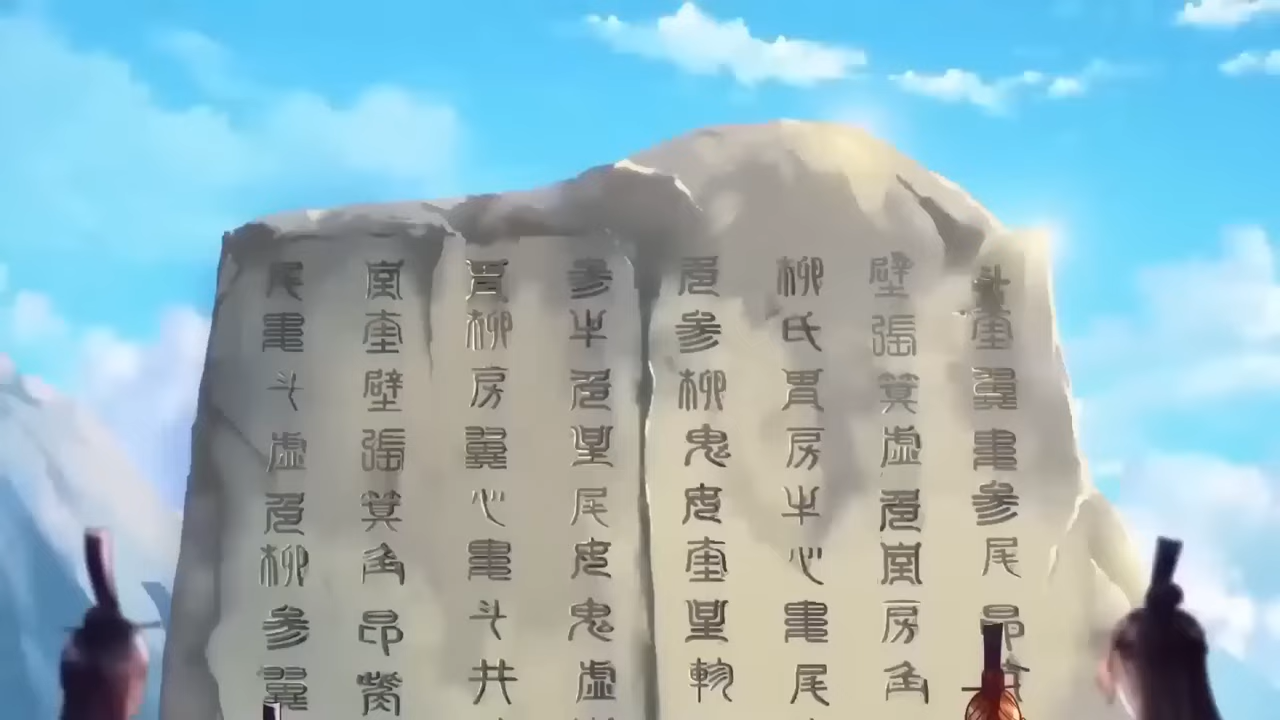 斗奎翼畢參尾昴
壁張箕虛危室房角
柳氐胃房牛心畢尾
危參柳鬼奎星軫
參牛危星尾鬼虛
胃柳房翼心畢斗井
室奎壁張箕角昴觜
尾畢斗虛危柳參翼